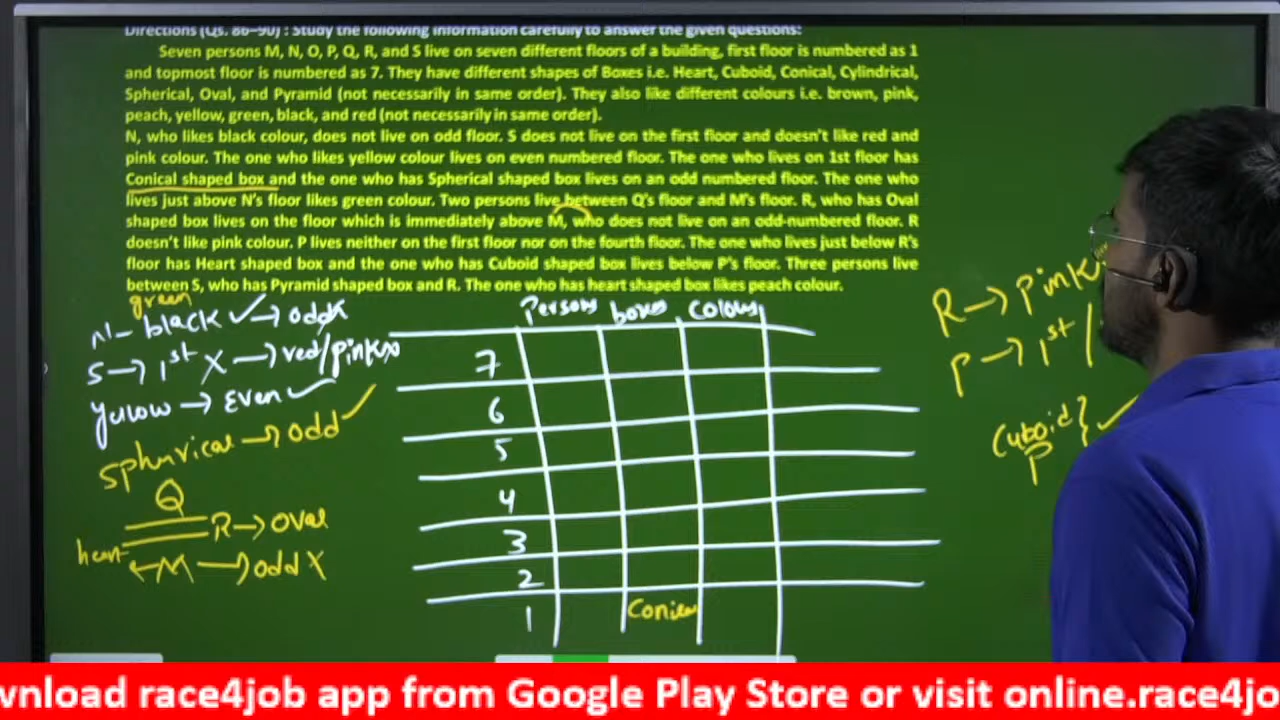 Directions (Qs. 86-90) : Study the following information carefully to answer the given questions:
Seven persons M, N, O, P, Q, R, and S live on seven different floors of a building, first floor is numbered as 1
and topmost floor is numbered as 7. They have different shapes of Boxes i.e. Heart, Cuboid, Conical, Cylindrical,
Spherical, Oval, and Pyramid (not necessarily in same order). They also like different colours i.e. brown, pink,
peach, yellow, green, black, and red (not necessarily in same order).
N, who likes black colour, does not live on odd floor. S does not live on the first floor and doesn't like red and
pink colour. The one who likes yellow colour lives on even numbered floor. The one who lives on 1st floor has
Conical shaped box and the one who has Spherical shaped box lives on an odd numbered floor. The one who
lives just above N's floor likes green colour. Two persons live between Q's floor and M's floor. R, who has Oval
shaped box lives on the floor which is immediately above M, who does not live on an odd-numbered floor. R
doesn't like pink colour. P lives neither on the first floor nor on the fourth floor. The one who lives just below R's
floor has Heart shaped box and the one who has Cuboid shaped box lives below P's floor. Three persons live
between S, who has Pyramid shaped box and R. The one who has heart shaped box likes peach colour.
green
N- black ✓→ odd x
S → 1st X → red/pink x
yellow → Even ✓
Spherical → odd ✓
Q
R → oval
heart ← M → odd X
Persons boxes Colours
7
6
5
4
3
2
1 Conical
R → pink
P → 1st /
Cuboid } ✓
P
wnload race4job app from Google Play Store or visit online.race4jo